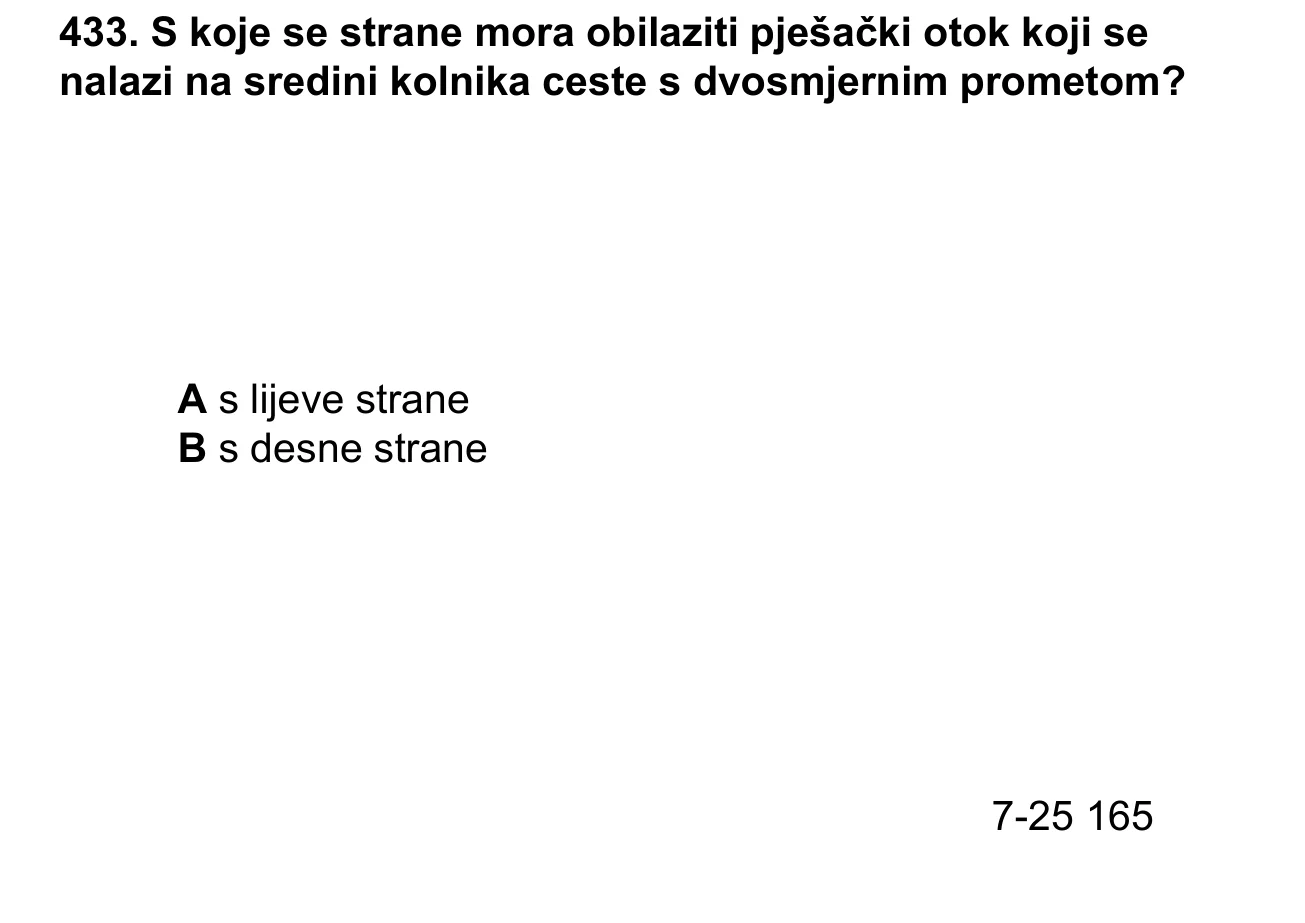 433. S koje se strane mora obilaziti pješački otok koji se
nalazi na sredini kolnika ceste s dvosmjernim prometom?
A s lijeve strane
B s desne strane
7-25 165